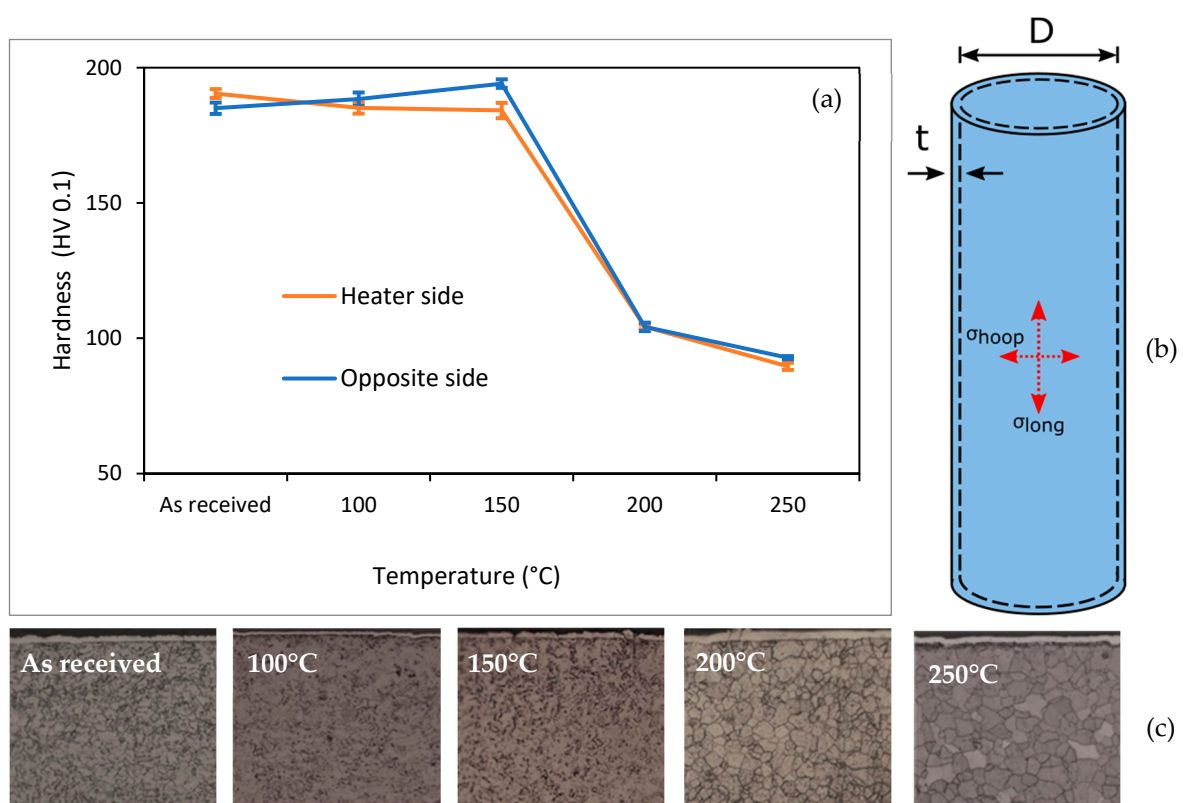 (a)
Hardness (HV 0.1)
200
150
100
50
Heater side
Opposite side
As received 100 150 200 250
Temperature (°C)
D
t
σhoop
σlong
(b)
As received
100°C
150°C
200°C
250°C
(c)